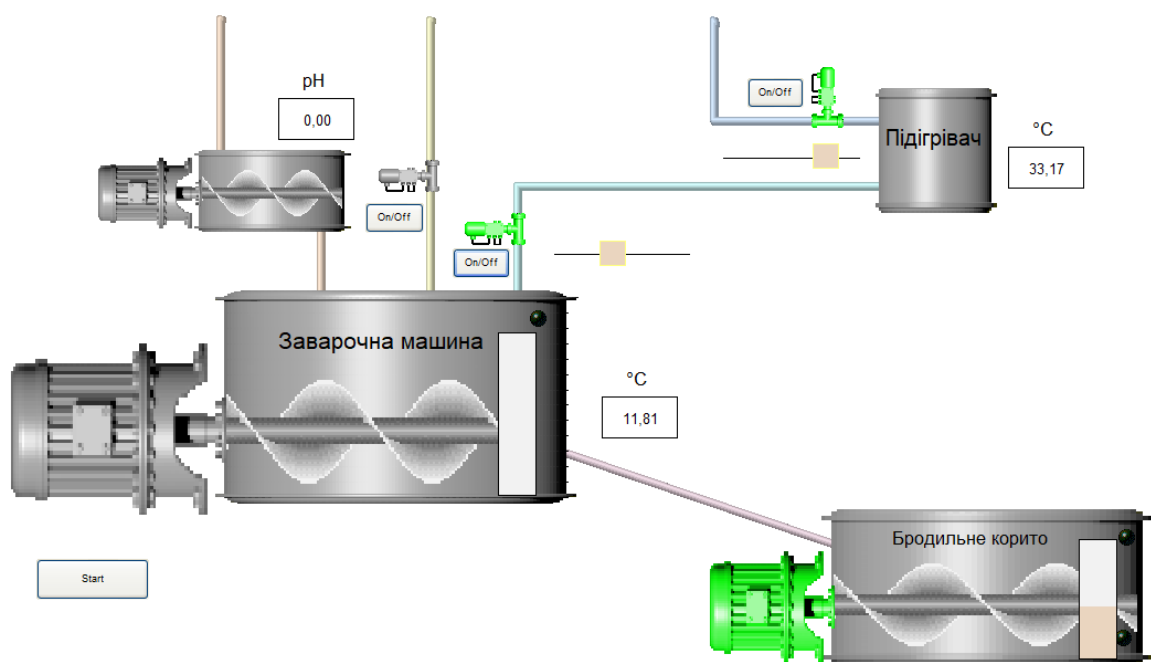 pH
0,00
On/Off
On/Off
On/Off
Підігрівач
°C
33,17
Заварочна машина
°C
11,81
Бродильне корито
Start